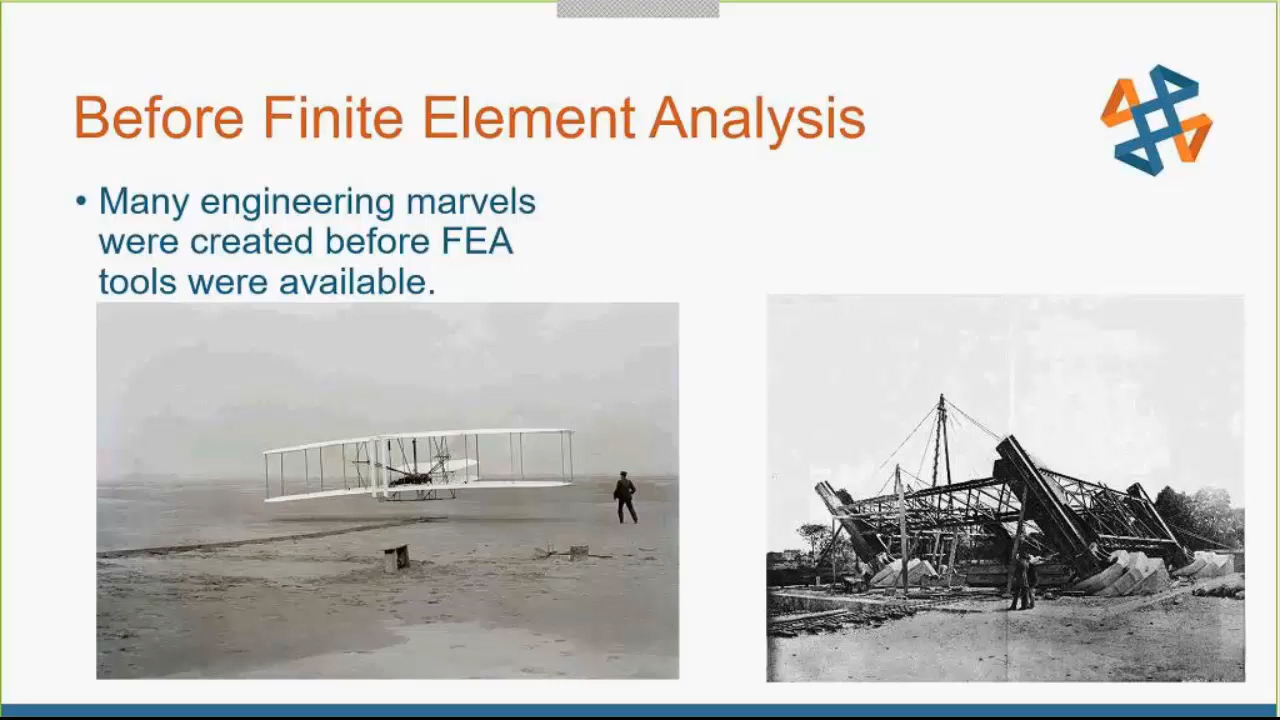 Before Finite Element Analysis
• Many engineering marvels
were created before FEA
tools were available.